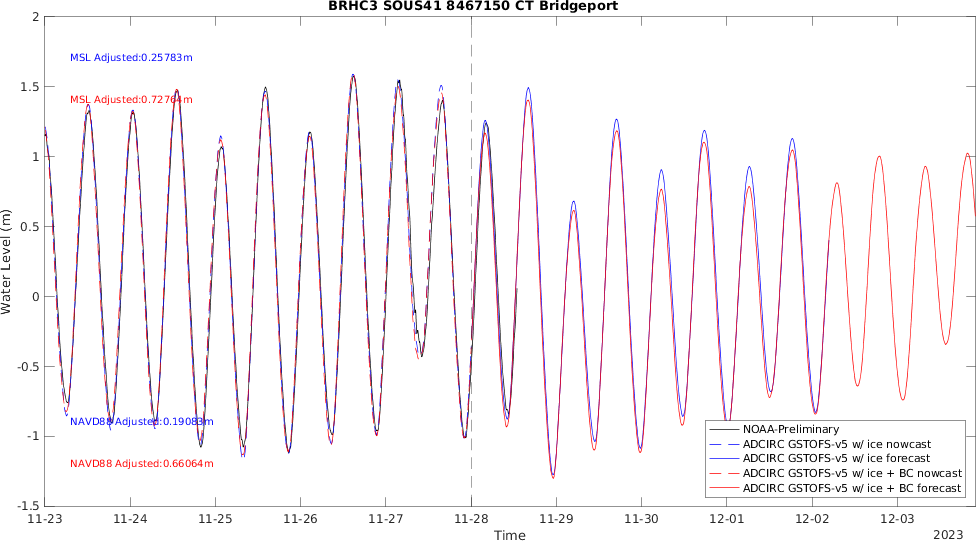 BRHC3 SOUS41 8467150 CT Bridgeport
2
1.5
1
0.5
0
-0.5
-1
-1.5
Water Level (m)
MSL Adjusted:0.25783m
MSL Adjusted:0.72764m
NAVD88 Adjusted:0.19083m
NAVD88 Adjusted:0.66064m
NOAA-Preliminary
ADCIRC GSTOFS-v5 w/ ice nowcast
ADCIRC GSTOFS-v5 w/ ice forecast
ADCIRC GSTOFS-v5 w/ ice + BC nowcast
ADCIRC GSTOFS-v5 w/ ice + BC forecast
11-23 11-24 11-25 11-26 11-27 11-28 11-29 11-30 12-01 12-02 12-03
Time
2023